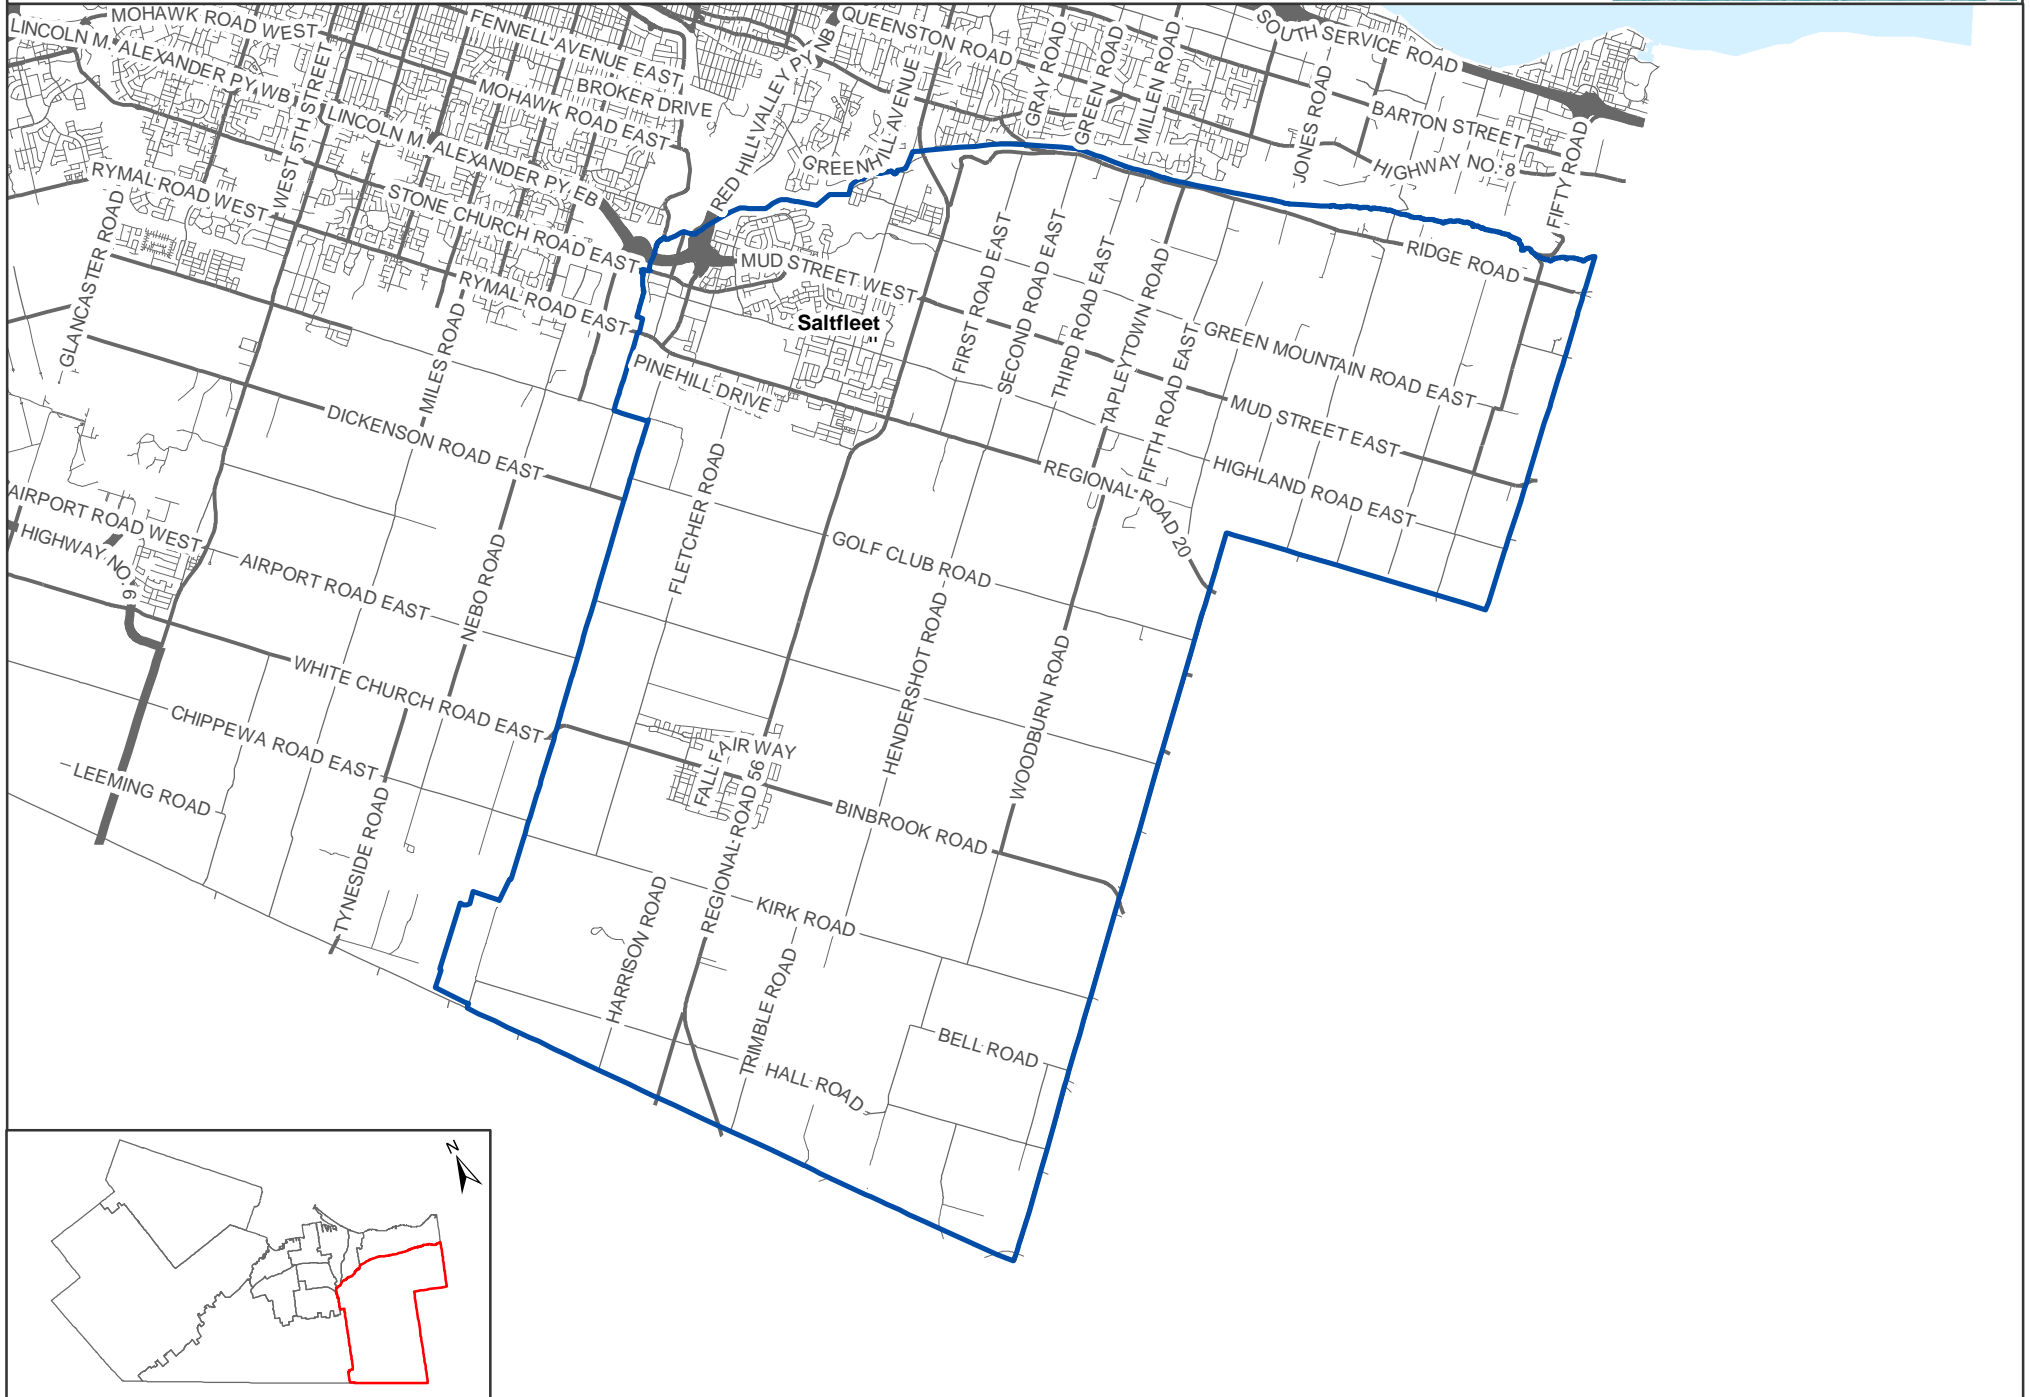 MOHAWK ROAD WEST
FENNELL AVENUE EAST
QUEENSTON ROAD
SOUTH SERVICE ROAD
LINCOLN M. ALEXANDER PY WB
WEST 5TH STREET
BROKER DRIVE
MOHAWK ROAD EAST
RED HILL VALLEY PY NB
GRAY ROAD
GREEN ROAD
MILLEN ROAD
JONES ROAD
BARTON STREET
HIGHWAY NO. 8
FIFTY ROAD
LINCOLN M. ALEXANDER PY EB
GREENHILL AVENUE
RYMAL ROAD WEST
STONE CHURCH ROAD EAST
GLANCASTER ROAD
RYMAL ROAD EAST
MUD STREET WEST
RIDGE ROAD
Saltfleet
FIRST ROAD EAST
SECOND ROAD EAST
THIRD ROAD EAST
TAPLEYTOWN ROAD
FIFTH ROAD EAST
GREEN MOUNTAIN ROAD EAST
MILES ROAD
PINEHILL DRIVE
DICKENSON ROAD EAST
MUD STREET EAST
REGIONAL ROAD 20
HIGHLAND ROAD EAST
FLETCHER ROAD
AIRPORT ROAD WEST
HIGHWAY NO. 6
AIRPORT ROAD EAST
NEBO ROAD
GOLF CLUB ROAD
HENDERSHOT ROAD
WOODBURN ROAD
WHITE CHURCH ROAD EAST
CHIPPEWA ROAD EAST
LEEMING ROAD
FALL FAIR WAY
REGIONAL ROAD 56
BINBROOK ROAD
TYNESIDE ROAD
HARRISON ROAD
KIRK ROAD
TRIMBLE ROAD
BELL ROAD
HALL ROAD
N